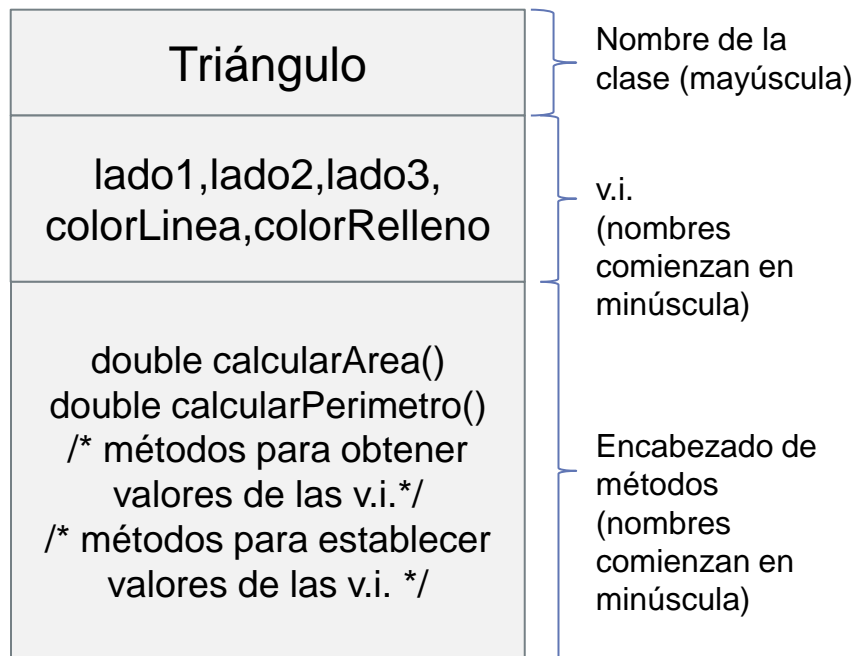 Triángulo
Nombre de la
clase (mayúscula)
lado1,lado2,lado3,
colorLinea,colorRelleno
v.i.
(nombres
comienzan en
minúscula)
double calcularArea()
double calcularPerimetro()
/* métodos para obtener
valores de las v.i.*/
/* métodos para establecer
valores de las v.i. */
Encabezado de
métodos
(nombres
comienzan en
minúscula)